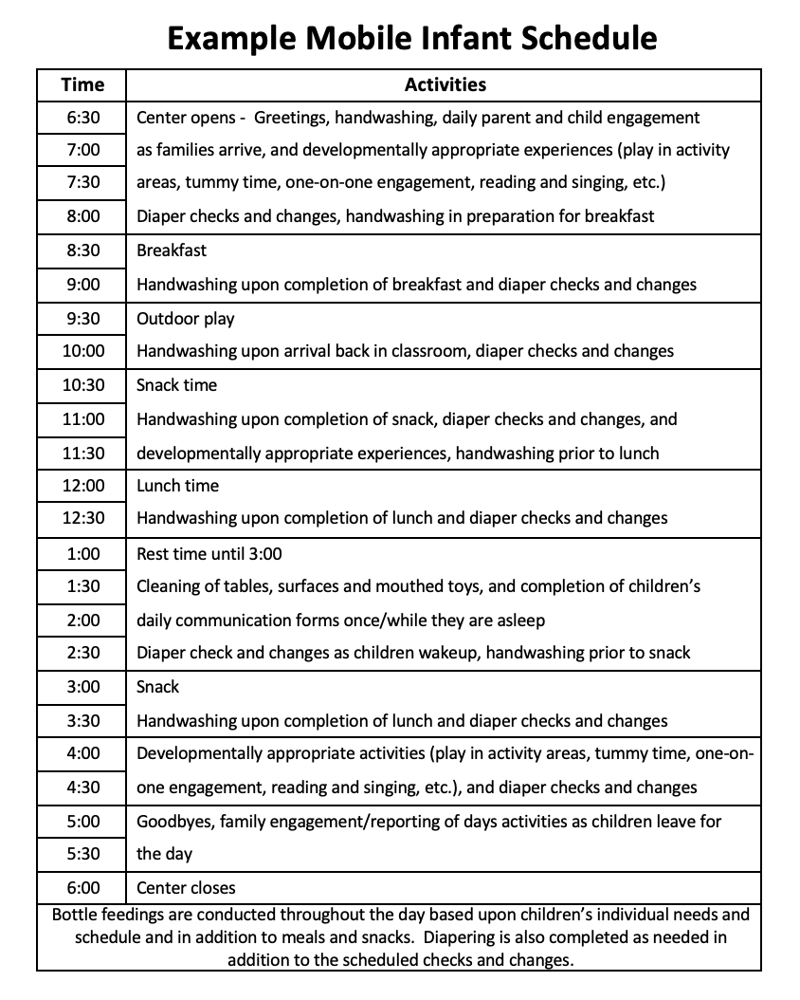 Example Mobile Infant Schedule
Time Activities
6:30 Center opens - Greetings, handwashing, daily parent and child engagement
7:00 as families arrive, and developmentally appropriate experiences (play in activity
7:30 areas, tummy time, one-on-one engagement, reading and singing, etc.)
8:00 Diaper checks and changes, handwashing in preparation for breakfast
8:30 Breakfast
9:00 Handwashing upon completion of breakfast and diaper checks and changes
9:30 Outdoor play
10:00 Handwashing upon arrival back in classroom, diaper checks and changes
10:30 Snack time
11:00 Handwashing upon completion of snack, diaper checks and changes, and
11:30 developmentally appropriate experiences, handwashing prior to lunch
12:00 Lunch time
12:30 Handwashing upon completion of lunch and diaper checks and changes
1:00 Rest time until 3:00
1:30 Cleaning of tables, surfaces and mouthed toys, and completion of children’s
2:00 daily communication forms once/while they are asleep
2:30 Diaper check and changes as children wakeup, handwashing prior to snack
3:00 Snack
3:30 Handwashing upon completion of lunch and diaper checks and changes
4:00 Developmentally appropriate activities (play in activity areas, tummy time, one-on-
4:30 one engagement, reading and singing, etc.), and diaper checks and changes
5:00 Goodbyes, family engagement/reporting of days activities as children leave for
5:30 the day
6:00 Center closes
Bottle feedings are conducted throughout the day based upon children’s individual needs and
schedule and in addition to meals and snacks. Diapering is also completed as needed in
addition to the scheduled checks and changes.